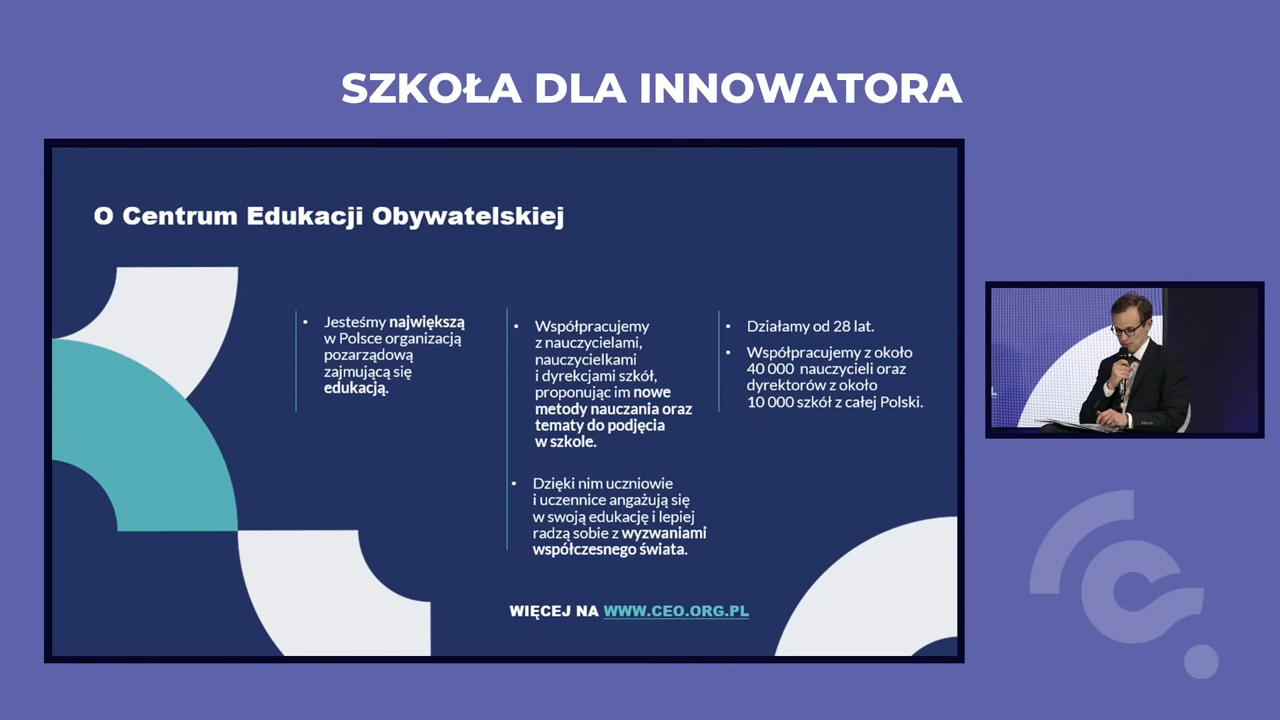 SZKOŁA DLA INNOWATORA
O Centrum Edukacji Obywatelskiej
• Jesteśmy największą
w Polsce organizacją
pozarządową
zajmującą się
edukacją.
• Współpracujemy
z nauczycielami,
nauczycielkami
i dyrekcjami szkół,
proponując im nowe
metody nauczania oraz
tematy do podjęcia
w szkole.
• Dzięki nim uczniowie
i uczennice angażują się
w swoją edukację i lepiej
radzą sobie z wyzwaniami
współczesnego świata.
• Działamy od 28 lat.
• Współpracujemy z około
40 000 nauczycieli oraz
dyrektorów z około
10 000 szkół z całej Polski.
WIĘCEJ NA WWW.CEO.ORG.PL